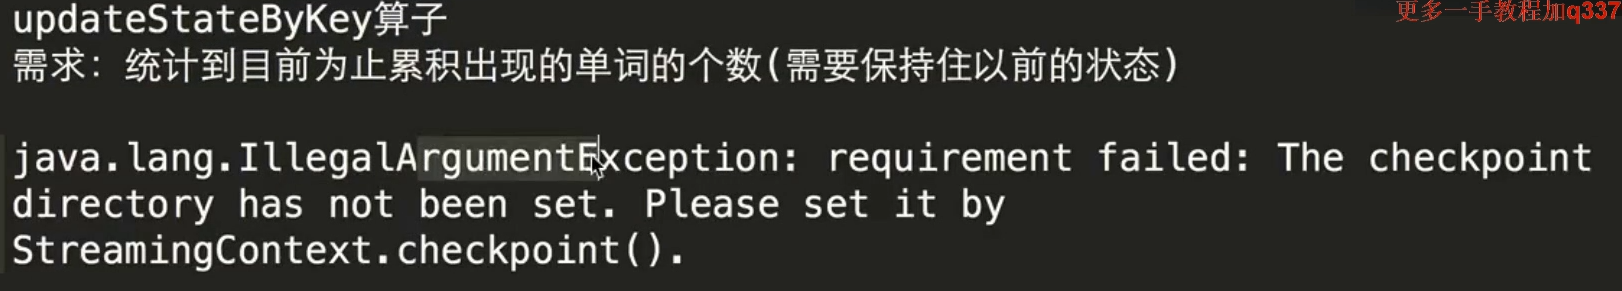 更多一手教程加q337
updateStateByKey算子
需求：统计到目前为止累积出现的单词的个数(需要保持住以前的状态)
java.lang.IllegalArgumentException: requirement failed: The checkpoint
directory has not been set. Please set it by
StreamingContext.checkpoint().